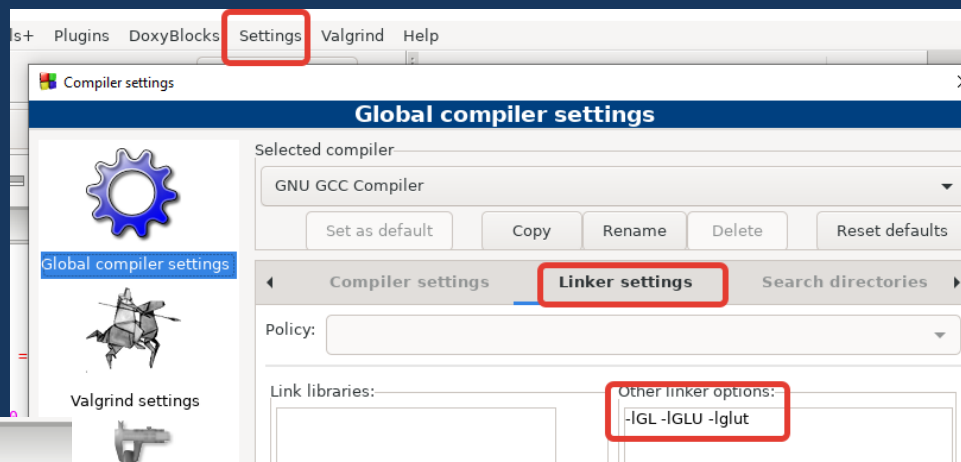 ls+ Plugins DoxyBlocks Settings Valgrind Help
Compiler settings
Global compiler settings
Selected compiler
GNU GCC Compiler
Set as default Copy Rename Delete Reset defaults
Global compiler settings
Compiler settings Linker settings Search directories
Policy:
=
Link libraries: Other linker options:
Valgrind settings
-lGL -lGLU -lglut